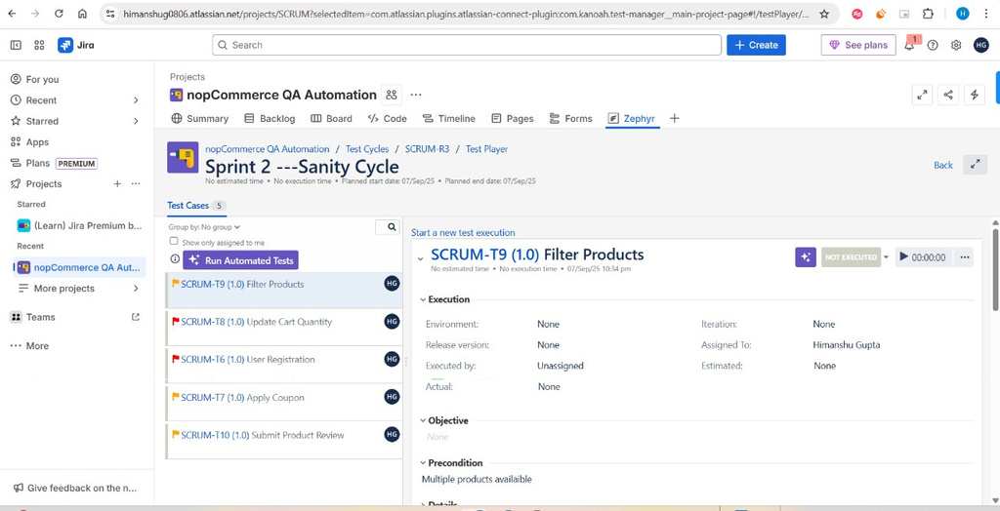 himanshug0806.atlassian.net/projects/SCRUM?selectedItem=com.atlassian.plugins.atlassian-connect-plugin:com.kanoah.test-manager__main-project-page#!/testPlayer/...
H
Jira
Search
Create
See plans
1
HG
For you
Recent
Starred
Apps
Plans PREMIUM
Projects
Starred
(Learn) Jira Premium b...
Recent
nopCommerce QA Aut...
More projects
Teams
More
Give feedback on the n...
Projects
nopCommerce QA Automation
Summary Backlog Board Code Timeline Pages Forms Zephyr
nopCommerce QA Automation / Test Cycles / SCRUM-R3 / Test Player
Sprint 2 ---Sanity Cycle
No estimated time • No execution time • Planned start date: 07/Sep/25 • Planned end date: 07/Sep/25
Back
Test Cases 5
Group by: No group
Show only assigned to me
Run Automated Tests
SCRUM-T9 (1.0) Filter Products HG
SCRUM-T8 (1.0) Update Cart Quantity HG
SCRUM-T6 (1.0) User Registration HG
SCRUM-T7 (1.0) Apply Coupon HG
SCRUM-T10 (1.0) Submit Product Review HG
Start a new test execution
SCRUM-T9 (1.0) Filter Products
No estimated time • No execution time • 07/Sep/25 10:34 pm
NOT EXECUTED 00:00:00
Execution
Environment: None Iteration: None
Release version: None Assigned To: Himanshu Gupta
Executed by: Unassigned Estimated: None
Actual: None
Objective
None
Precondition
Multiple products availaible
Details